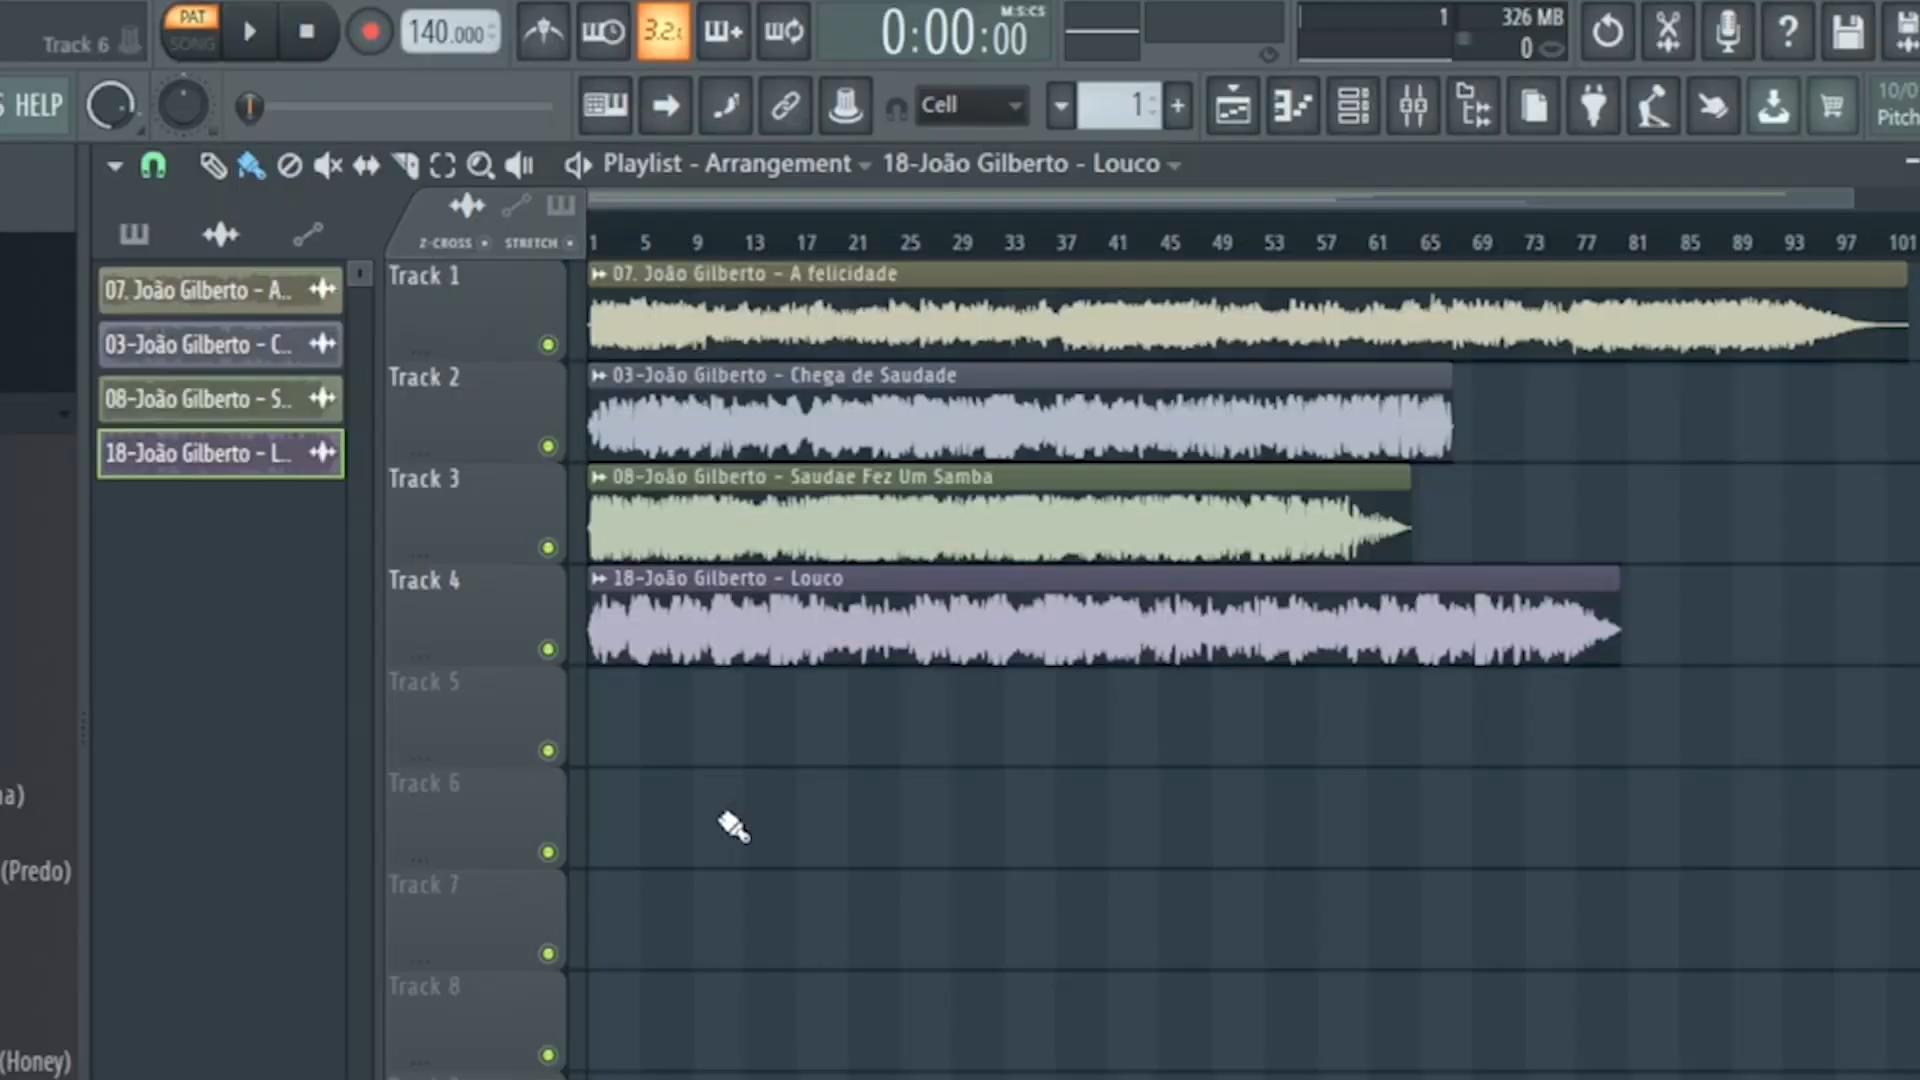 Track 6
PAT
SONG
140.000
3.2.
0:00:00
M:S:CS
1
326 MB
0
HELP
Cell
1
10/0
Pitch
Playlist - Arrangement
18-João Gilberto - Louco
Z-CROSS
STRETCH
1 5 9 13 17 21 25 29 33 37 41 45 49 53 57 61 65 69 73 77 81 85 89 93 97 101
07. João Gilberto - A..
03-João Gilberto - C..
08-João Gilberto - S..
18-João Gilberto - L..
Track 1
07. João Gilberto - A felicidade
Track 2
03-João Gilberto - Chega de Saudade
Track 3
08-João Gilberto - Saudae Fez Um Samba
Track 4
18-João Gilberto - Louco
Track 5
Track 6
Track 7
Track 8
(Predo)
(Honey)